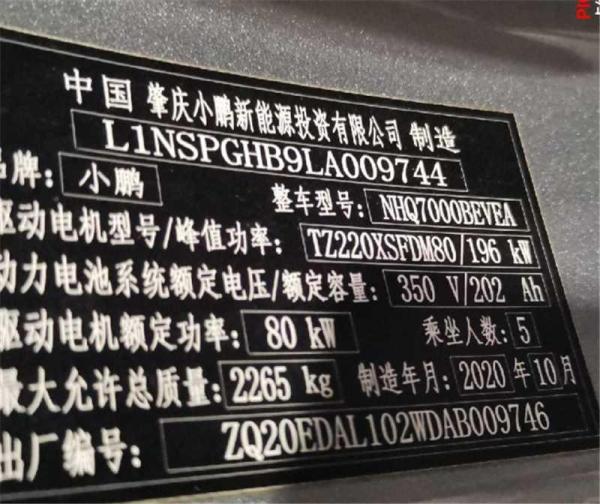 中国 肇庆小鹏新能源投资有限公司 制造
L1NSPGHB9LA009744
品牌: 小鹏 整车型号: NHQ7000BEVEA
驱动电机型号/峰值功率: TZ220XSFDM80/196 kW
动力电池系统额定电压/额定容量: 350 V/202 Ah
驱动电机额定功率: 80 kW 乘坐人数: 5
最大允许总质量: 2265 kg 制造年月: 2020 年 10 月
出厂编号: ZQ20EDAL102WDAB009746